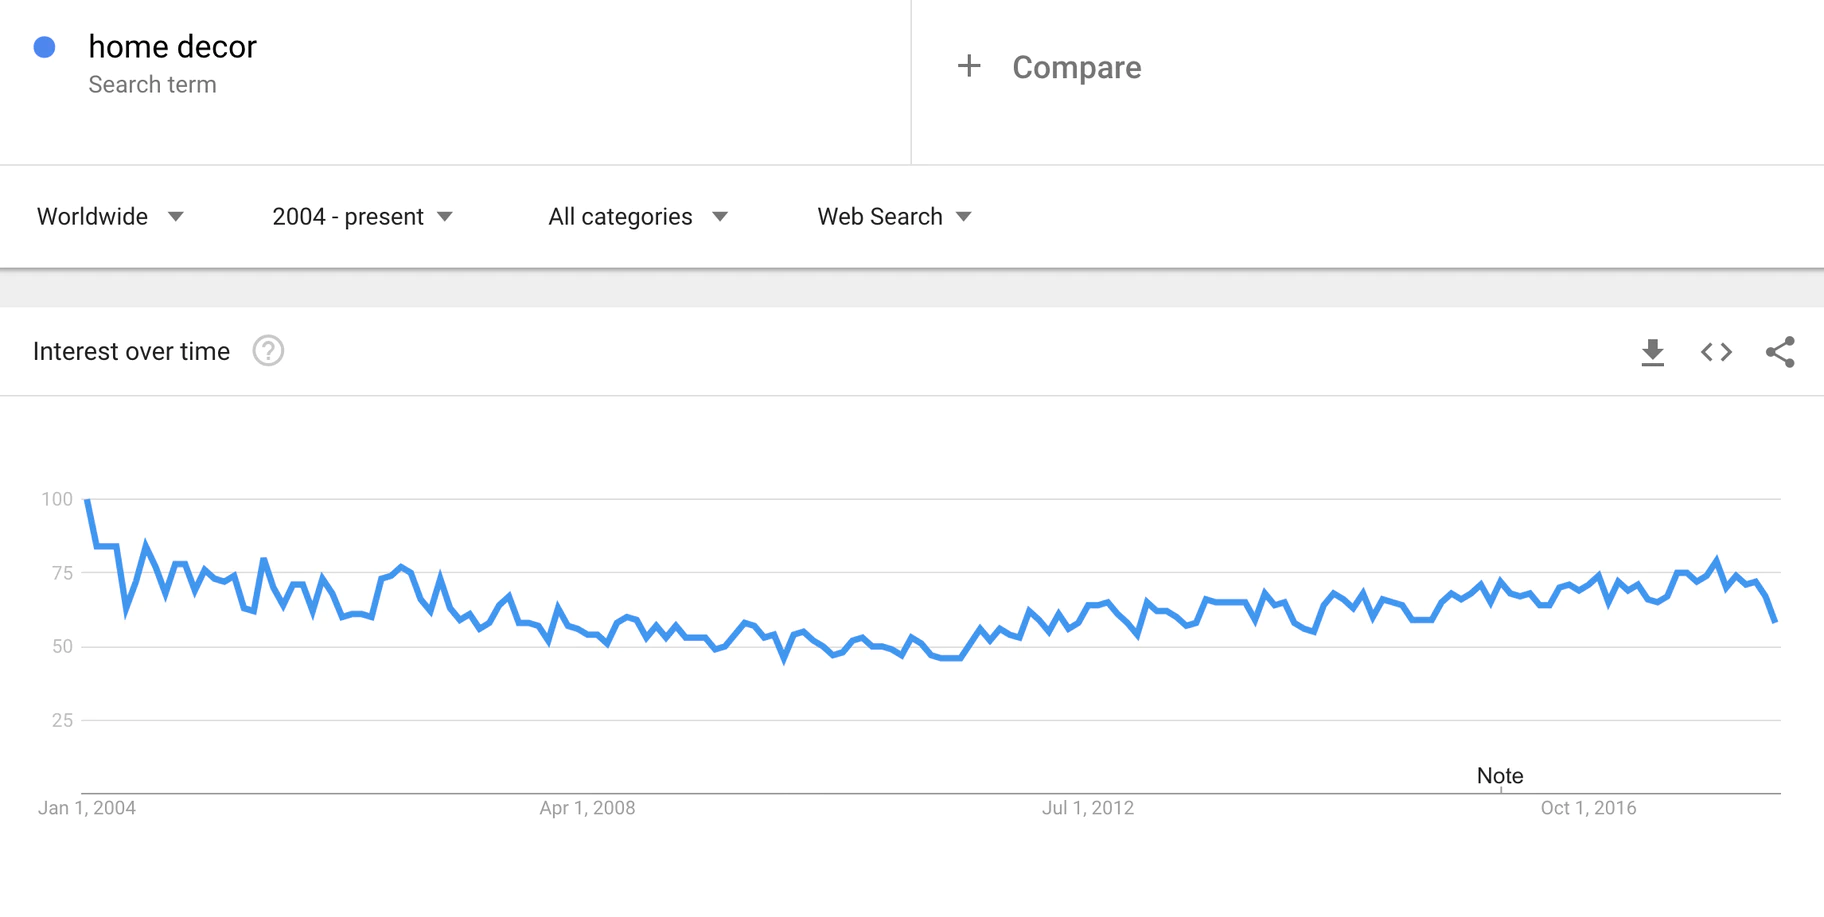 home decor
Search term
+ Compare
Worldwide
2004 - present
All categories
Web Search
Interest over time ?
100
75
50
25
Note
Jan 1, 2004
Apr 1, 2008
Jul 1, 2012
Oct 1, 2016